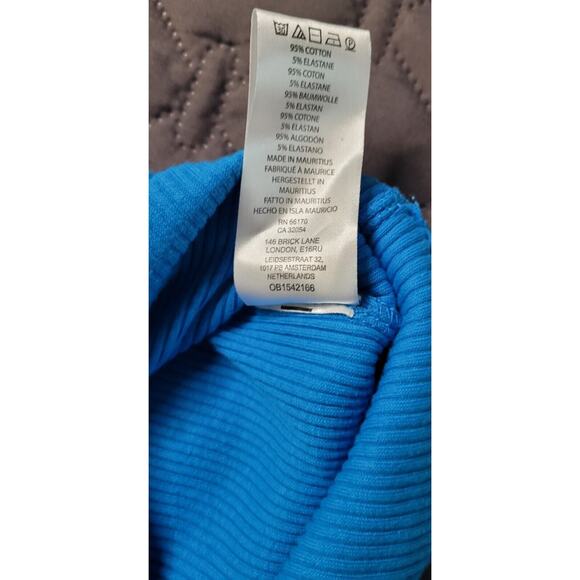 95% COTTON
5% ELASTANE
95% COTON
5% ELASTANE
95% BAUMWOLLE
5% ELASTAN
95% COTONE
5% ELASTAN
95% ALGODÓN
5% ELASTANO
MADE IN MAURITIUS
FABRIQUÉ À MAURICE
HERGESTELLT IN
MAURITIUS
FATTO IN MAURITIUS
HECHO EN ISLA MAURICIO
RN 66170
CA 32054
146 BRICK LANE
LONDON, E16RU
LEIDSESTRAAT 32,
1017 PB AMSTERDAM
NETHERLANDS
OB1542166